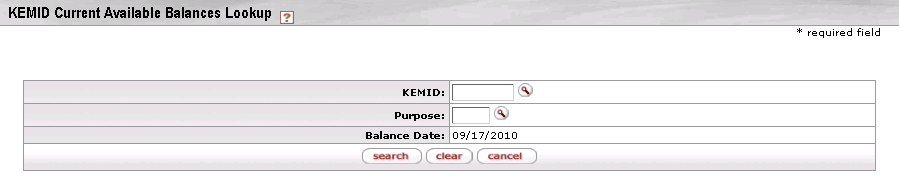 KEMID Current Available Balances Lookup ?
* required field
KEMID:
Purpose:
Balance Date: 09/17/2010
search clear cancel